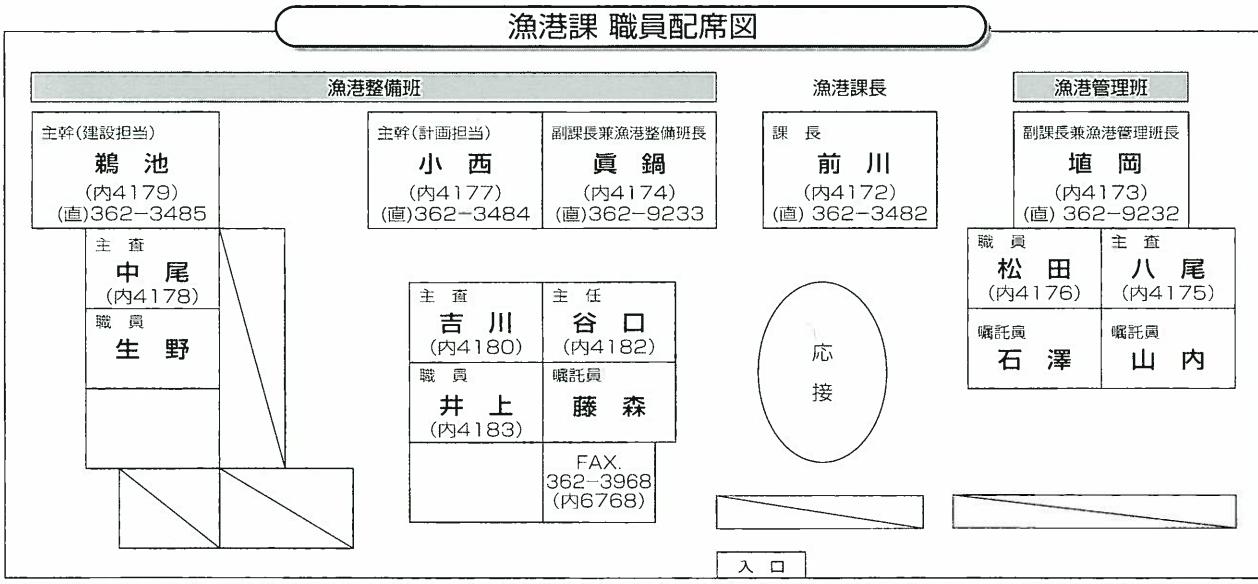 漁港課 職員配席図
漁港整備班
漁港課長
漁港管理班
主幹(建設担当)
鵜 池
(内4179)
(直)362-3485
主幹(計画担当)
小 西
(内4177)
(直)362-3484
副課長兼漁港整備班長
眞 鍋
(内4174)
(直)362-9233
課 長
前 川
(内4172)
(直) 362-3482
副課長兼漁港管理班長
埴 岡
(内4173)
(直) 362-9232
主 査
中 尾
(内4178)
職 員
生 野
主 査
吉 川
(内4180)
主 任
谷 口
(内4182)
職 員
井 上
(内4183)
嘱託員
藤 森
FAX.
362-3968
(内6768)
応
接
職 員
松 田
(内4176)
主 査
八 尾
(内4175)
嘱託員
石 澤
嘱託員
山 内
入 口